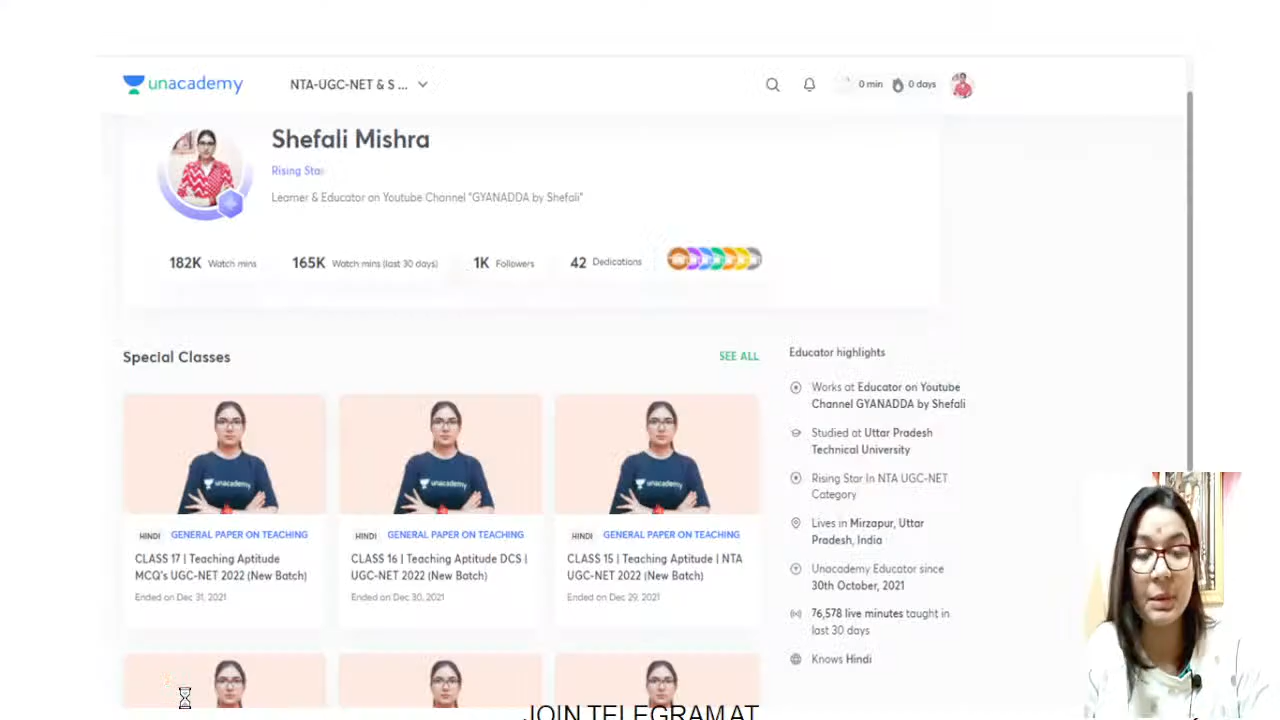 unacademy
NTA-UGC-NET & S ...
0 min
0 days
Shefali Mishra
Rising Star
Learner & Educator on Youtube Channel "GYANADDA by Shefali"
182K Watch mins
165K Watch mins (last 30 days)
1K Followers
42 Dedications
Special Classes
SEE ALL
unacademy
HINDI GENERAL PAPER ON TEACHING
CLASS 17 | Teaching Aptitude
MCQ's UGC-NET 2022 (New Batch)
Ended on Dec 31, 2021
unacademy
HINDI GENERAL PAPER ON TEACHING
CLASS 16 | Teaching Aptitude DCS |
UGC-NET 2022 (New Batch)
Ended on Dec 30, 2021
unacademy
HINDI GENERAL PAPER ON TEACHING
CLASS 15 | Teaching Aptitude | NTA
UGC-NET 2022 (New Batch)
Ended on Dec 29, 2021
Educator highlights
Works at Educator on Youtube
Channel GYANADDA by Shefali
Studied at Uttar Pradesh
Technical University
Rising Star In NTA UGC-NET
Category
Lives in Mirzapur, Uttar
Pradesh, India
Unacademy Educator since
30th October, 2021
76,578 live minutes taught in
last 30 days
Knows Hindi
JOIN TELEGRAM AT